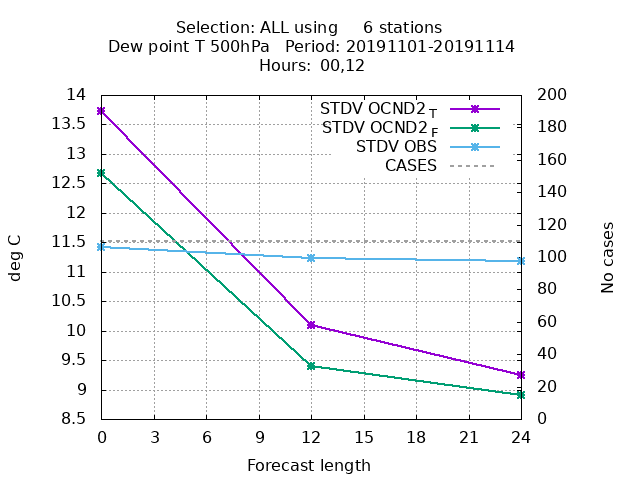 Selection: ALL using     6 stations
Dew point T 500hPa   Period: 20191101-20191114
Hours: 00,12
14
13.5
13
12.5
12
11.5
11
10.5
10
9.5
9
8.5
deg C
STDV OCND2 T
STDV OCND2 F
STDV OBS
CASES
200
180
160
140
120
100
80
60
40
20
0
No cases
0 3 6 9 12 15 18 21 24
Forecast length